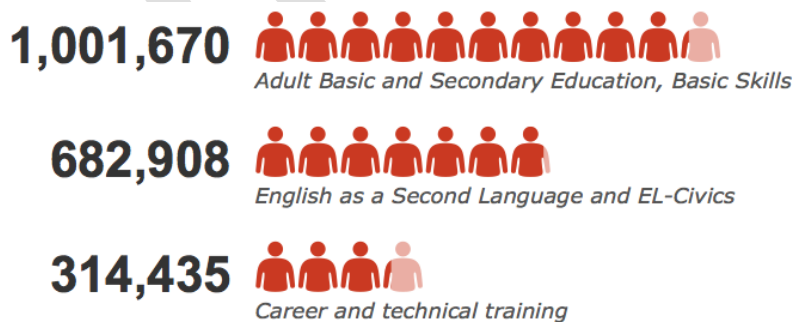 1,001,670
Adult Basic and Secondary Education, Basic Skills
682,908
English as a Second Language and EL-Civics
314,435
Career and technical training